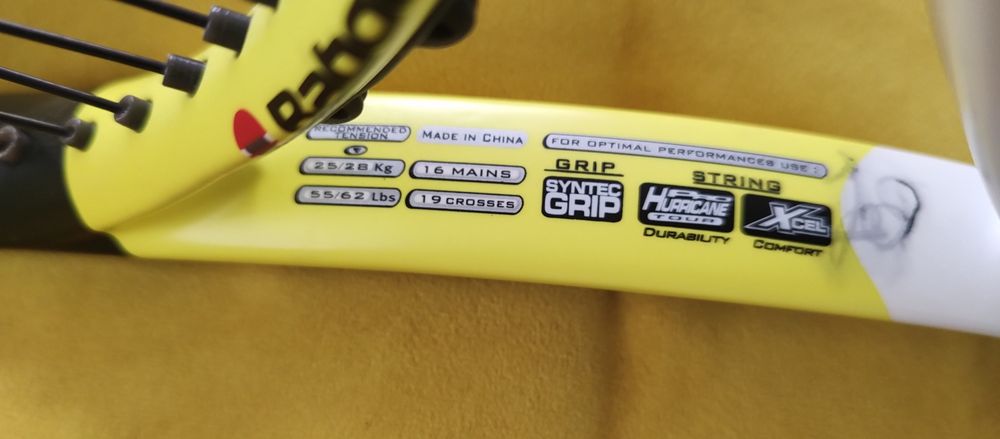 Rabo
RECOMMENDED
TENSION
25/28 Kg
55/62 Lbs
MADE IN CHINA
16 MAINS
19 CROSSES
FOR OPTIMAL PERFORMANCES USE :
GRIP
SYNTEC
GRIP
STRING
PRO
HURRICANE
TOUR
DURABILITY
XCEL
COMFORT